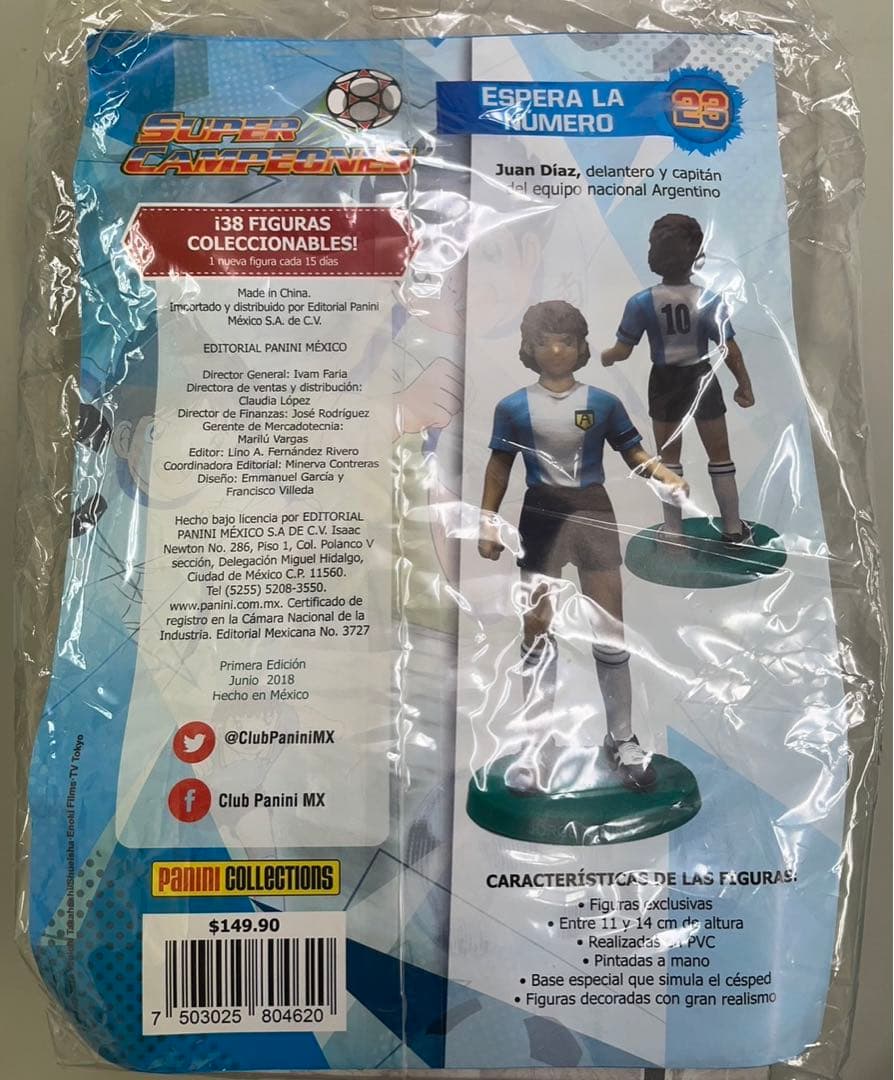 SUPER
CAMPEONES
¡38 FIGURAS
COLECCIONABLES!
1 nueva figura cada 15 días
Made in China.
Importado y distribuido por Editorial Panini
México S.A. de C.V.
EDITORIAL PANINI MÉXICO
Director General: Ivam Faria
Directora de ventas y distribución:
Claudia López
Director de Finanzas: José Rodríguez
Gerente de Mercadotecnia:
Marilú Vargas
Editor: Lino A. Fernández Rivero
Coordinadora Editorial: Minerva Contreras
Diseño: Emmanuel García y
Francisco Villeda
Hecho bajo licencia por EDITORIAL
PANINI MÉXICO S.A DE C.V. Isaac
Newton No. 286, Piso 1, Col. Polanco V
sección, Delegación Miguel Hidalgo,
Ciudad de México C.P. 11560.
Tel (5255) 5208-3550.
www.panini.com.mx. Certificado de
registro en la Cámara Nacional de la
Industria. Editorial Mexicana No. 3727
Primera Edición
Junio 2018
Hecho en México
@ClubPaniniMX
Club Panini MX
Takahashi/Shueisha·Enoki Films·TV Tokyo
PANINI COLLECTIONS
$149.90
7 503025 804620
ESPERA LA
NÚMERO 23
Juan Díaz, delantero y capitán
del equipo nacional Argentino
10
A
CARACTERÍSTICAS DE LAS FIGURAS:
• Figuras exclusivas
• Entre 11 y 14 cm de altura
• Realizadas en PVC
• Pintadas a mano
• Base especial que simula el césped
• Figuras decoradas con gran realismo